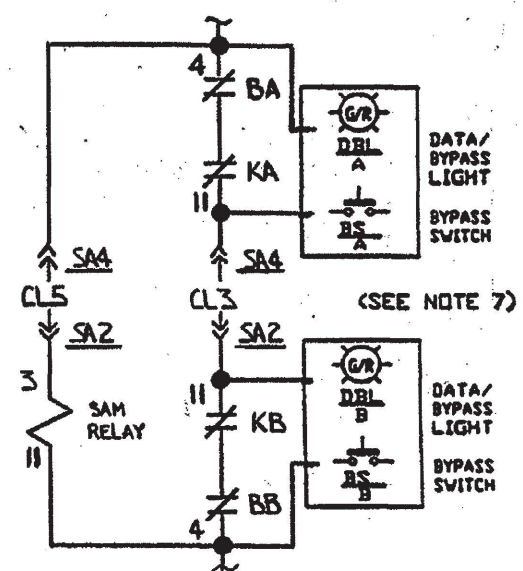 4
BA
G/R
DBL
A
DATA/
BYPASS
LIGHT
KA
11
BS
A
BYPASS
SWITCH
SA4
SA4
CL5
CL3
(SEE NOTE 7)
SA2
SA2
3
SAM
RELAY
11
11
KB
G/R
DBL
B
DATA/
BYPASS
LIGHT
BS
B
BYPASS
SWITCH
BB
4